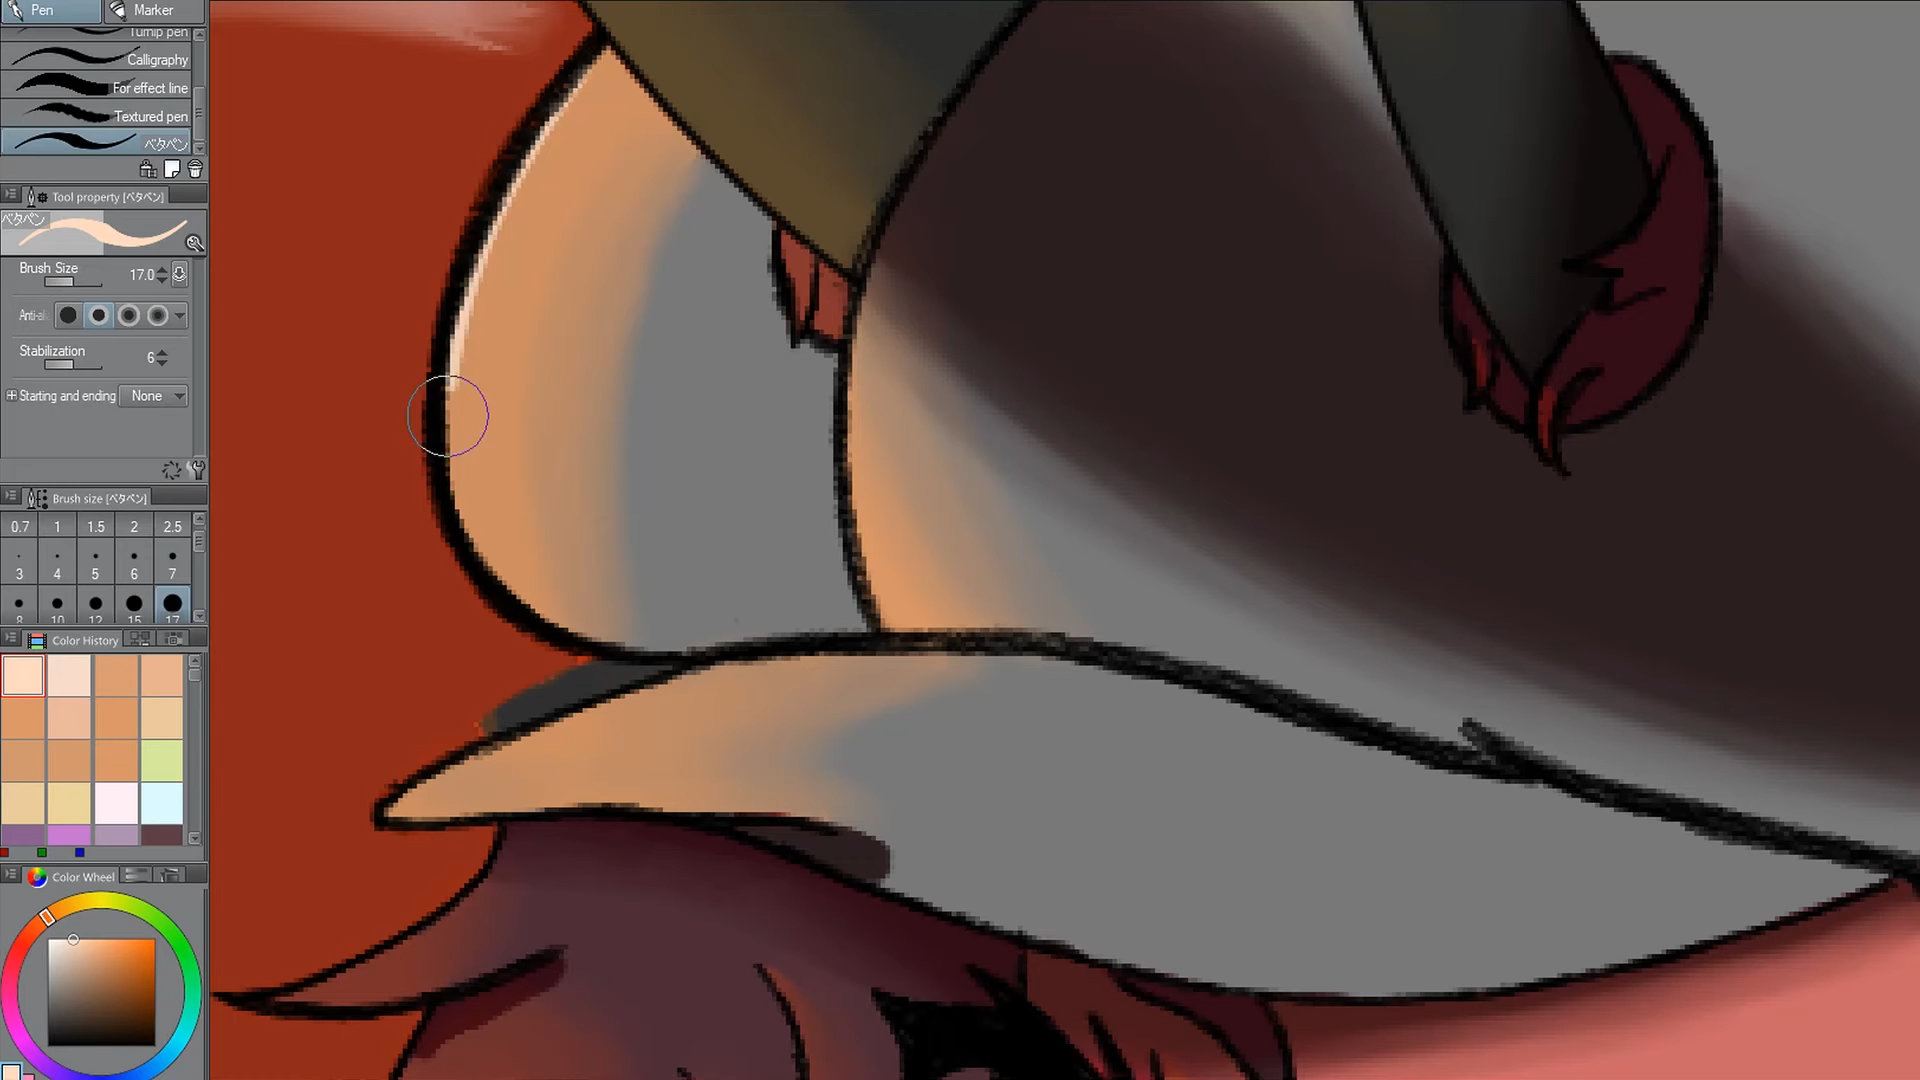 Pen Marker
Turnip pen
Calligraphy
For effect line
Textured pen
ベタペン
Tool property [ベタペン]
ベタペン
Brush Size 17.0
Anti-al
Stabilization 6
Starting and ending None
Brush size [ベタペン]
0.7 1 1.5 2 2.5
3 4 5 6 7
8 10 12 15 17
Color History
Color Wheel